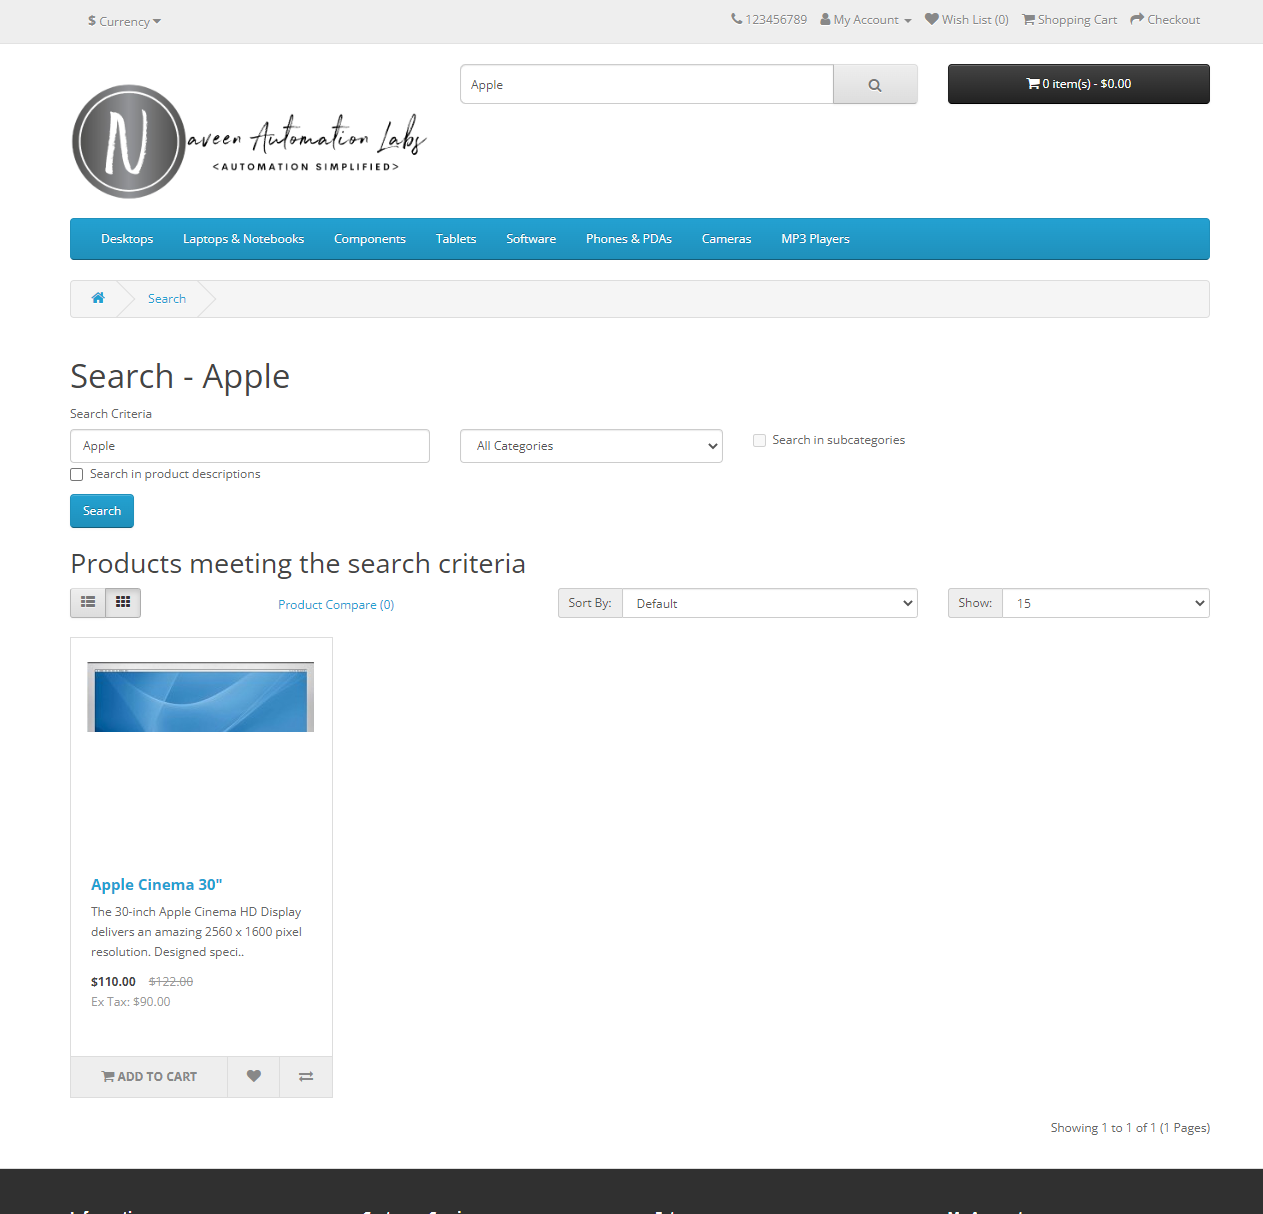 $ Currency
123456789 My Account Wish List (0) Shopping Cart Checkout
N aveen Automation Labs
<AUTOMATION SIMPLIFIED>
Apple
0 item(s) - $0.00
Desktops Laptops & Notebooks Components Tablets Software Phones & PDAs Cameras MP3 Players
Search
Search - Apple
Search Criteria
Apple
All Categories
Search in subcategories
Search in product descriptions
Search
Products meeting the search criteria
Product Compare (0)
Sort By: Default
Show: 15
Apple Cinema 30"
The 30-inch Apple Cinema HD Display
delivers an amazing 2560 x 1600 pixel
resolution. Designed speci..
$110.00 $122.00
Ex Tax: $90.00
ADD TO CART
Showing 1 to 1 of 1 (1 Pages)